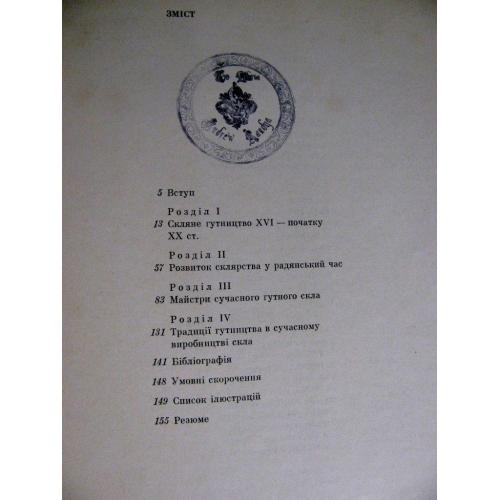 ЗМІСТ
5 Вступ
Розділ I
13 Скляне гутництво XVI — початку
XX ст.
Розділ II
57 Розвиток склярства у радянський час
Розділ III
83 Майстри сучасного гутного скла
Розділ IV
131 Традиції гутництва в сучасному
виробництві скла
141 Бібліографія
148 Умовні скорочення
149 Список ілюстрацій
155 Резюме